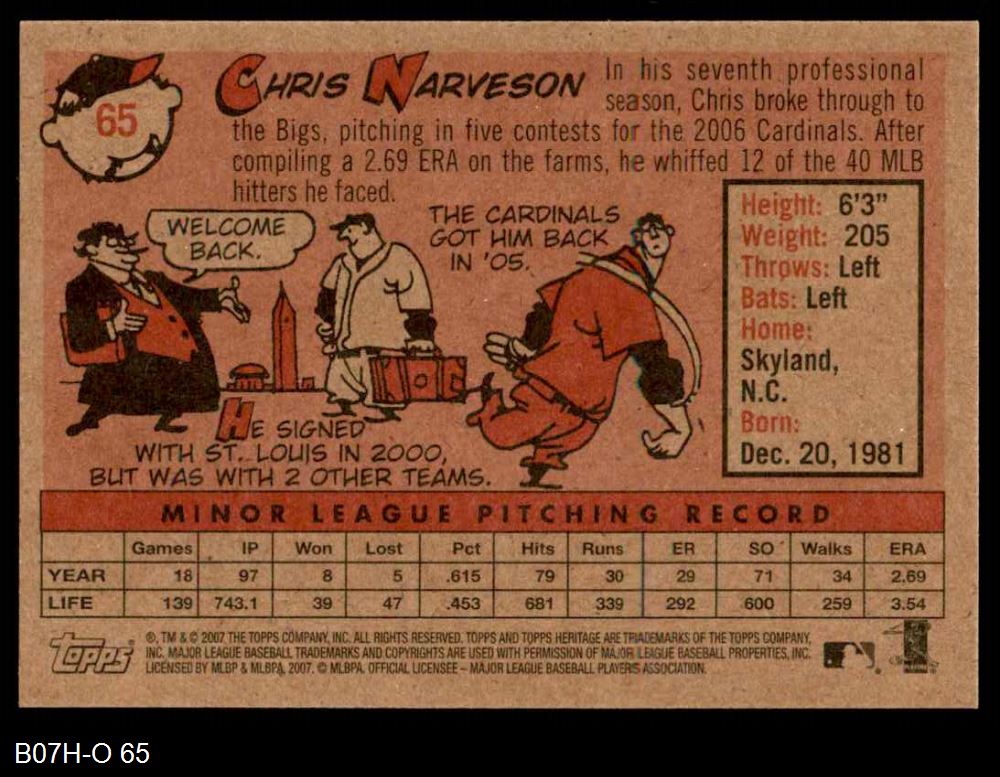 65
CHRIS NARVESON
In his seventh professional
season, Chris broke through to
the Bigs, pitching in five contests for the 2006 Cardinals. After
compiling a 2.69 ERA on the farms, he whiffed 12 of the 40 MLB
hitters he faced.
WELCOME
BACK.
THE CARDINALS
GOT HIM BACK
IN '05.
HE SIGNED
WITH ST. LOUIS IN 2000,
BUT WAS WITH 2 OTHER TEAMS.
Height: 6'3"
Weight: 205
Throws: Left
Bats: Left
Home:
Skyland,
N.C.
Born:
Dec. 20, 1981
MINOR LEAGUE PITCHING RECORD
Games IP Won Lost Pct Hits Runs ER SO Walks ERA
YEAR 18 97 8 5 .615 79 30 29 71 34 2.69
LIFE 139 743.1 39 47 .453 681 339 292 600 259 3.54
Topps
®, TM & © 2007 THE TOPPS COMPANY, INC. ALL RIGHTS RESERVED. TOPPS AND TOPPS HERITAGE ARE TRADEMARKS OF THE TOPPS COMPANY,
INC. MAJOR LEAGUE BASEBALL TRADEMARKS AND COPYRIGHTS ARE USED WITH PERMISSION OF MAJOR LEAGUE BASEBALL PROPERTIES, INC.
LICENSED BY MLBP & MLBPA, 2007. © MLBPA. OFFICIAL LICENSEE – MAJOR LEAGUE BASEBALL PLAYERS ASSOCIATION.
B07H-O 65